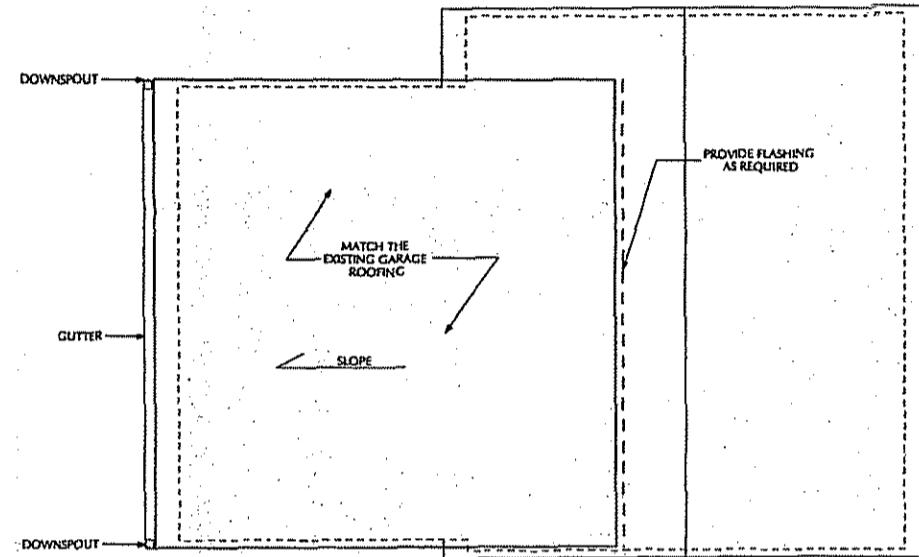 DOWNSPOUT
PROVIDE FLASHING
AS REQUIRED
MATCH THE
EXISTING GARAGE
ROOFING
GUTTER
SLOPE
DOWNSPOUT